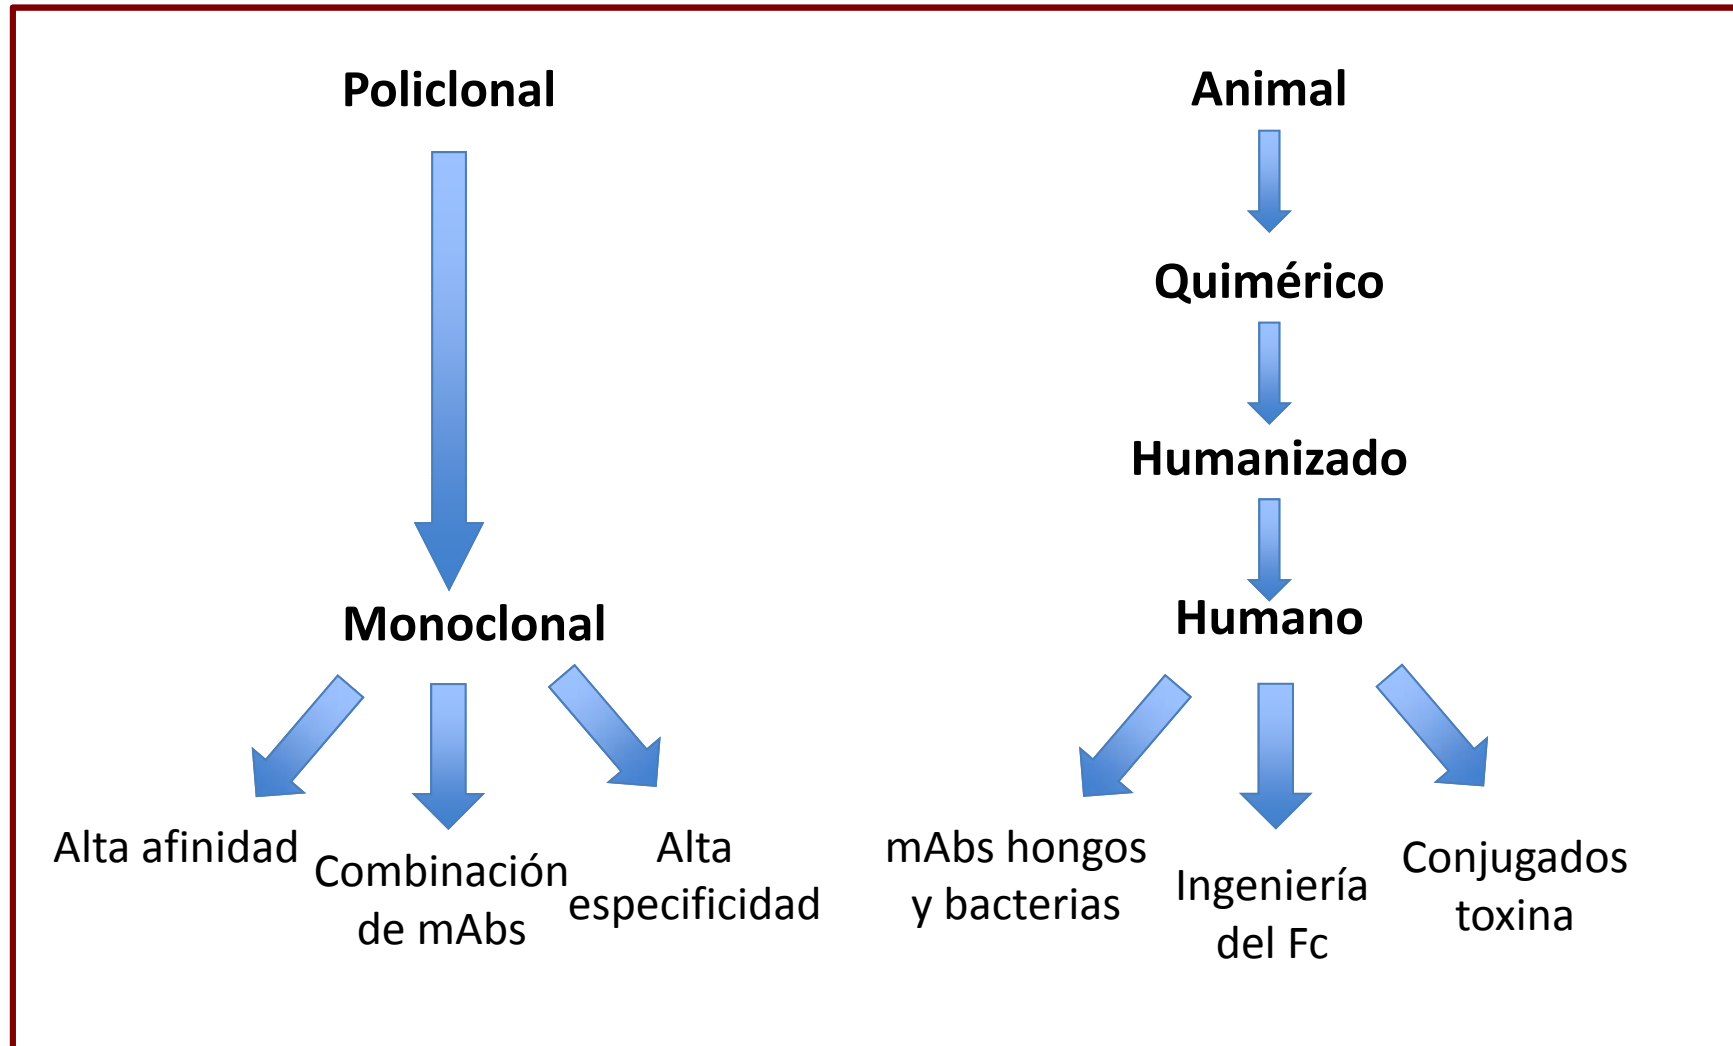 Policlonal
Monoclonal
Alta afinidad
Combinación
de mAbs
Alta
especificidad
Animal
Quimérico
Humanizado
Humano
mAbs hongos
y bacterias
Ingeniería
del Fc
Conjugados
toxina